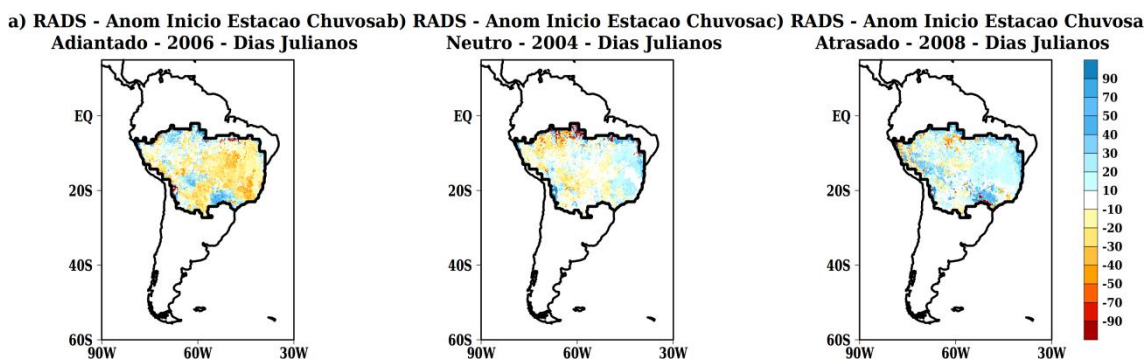 a) RADS - Anom Inicio Estacao Chuvosab) RADS - Anom Inicio Estacao Chuvosac) RADS - Anom Inicio Estacao Chuvosa
Adiantado - 2006 - Dias Julianos
Neutro - 2004 - Dias Julianos
Atrasado - 2008 - Dias Julianos
EQ
20S
40S
60S
90W 60W 30W
EQ
20S
40S
60S
90W 60W 30W
EQ
20S
40S
60S
90W 60W 30W
90
70
50
40
30
20
10
-10
-20
-30
-40
-50
-70
-90